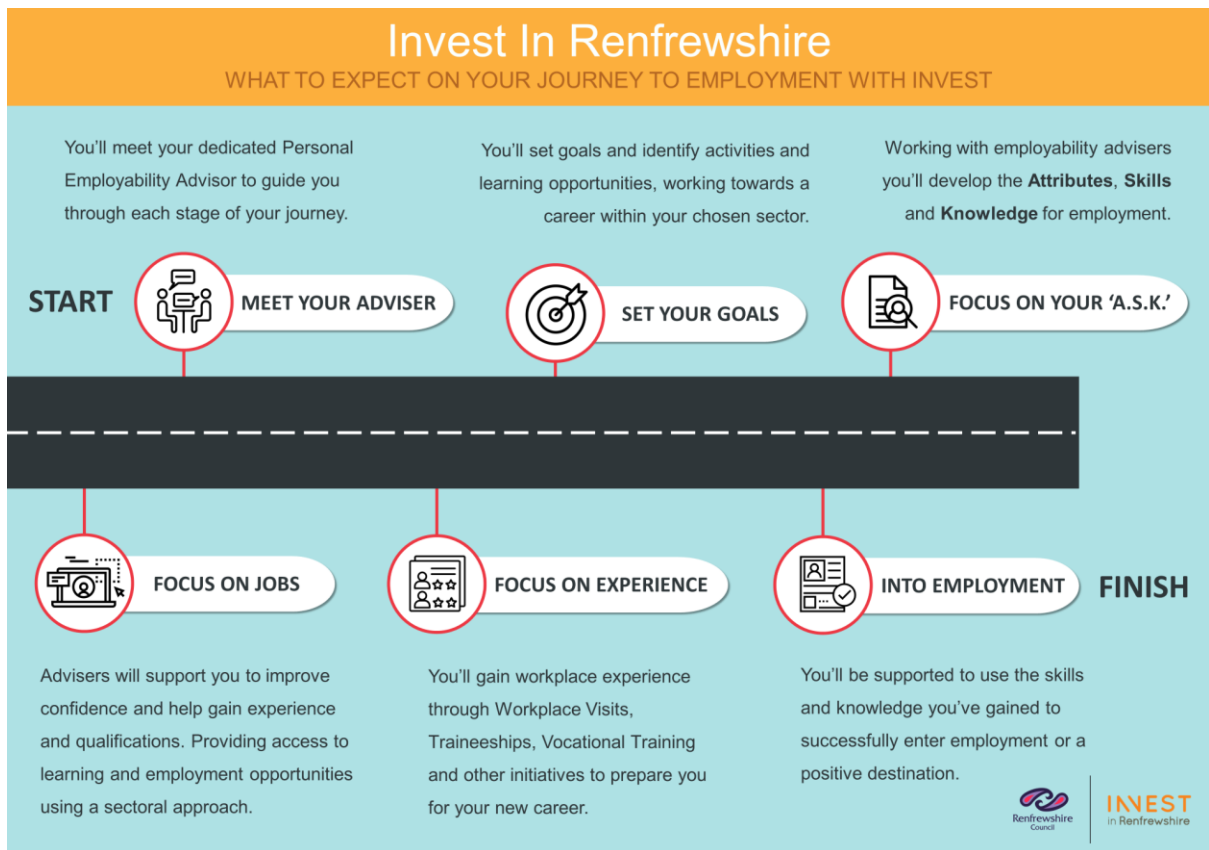 Invest In Renfrewshire
WHAT TO EXPECT ON YOUR JOURNEY TO EMPLOYMENT WITH INVEST
You'll meet your dedicated Personal
Employability Advisor to guide you
through each stage of your journey.
You'll set goals and identify activities and
learning opportunities, working towards a
career within your chosen sector.
Working with employability advisers
you'll develop the Attributes, Skills
and Knowledge for employment.
START
MEET YOUR ADVISER
SET YOUR GOALS
FOCUS ON YOUR 'A.S.K.'
FOCUS ON JOBS
FOCUS ON EXPERIENCE
INTO EMPLOYMENT
FINISH
Advisers will support you to improve
confidence and help gain experience
and qualifications. Providing access to
learning and employment opportunities
using a sectoral approach.
You'll gain workplace experience
through Workplace Visits,
Traineeships, Vocational Training
and other initiatives to prepare you
for your new career.
You'll be supported to use the skills
and knowledge you've gained to
successfully enter employment or a
positive destination.
Renfrewshire
Council
INVEST
in Renfrewshire